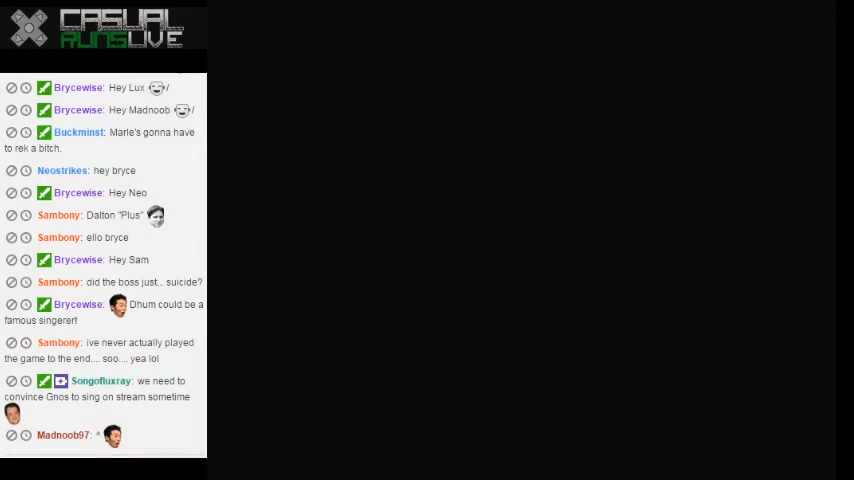 CASUAL
RUNSLIVE
Brycewise: Hey Lux /
Brycewise: Hey Madnoob /
Buckminst: Marle's gonna have
to rek a bitch.
Neostrikes: hey bryce
Brycewise: Hey Neo
Sambony: Dalton "Plus"
Sambony: ello bryce
Brycewise: Hey Sam
Sambony: did the boss just... suicide?
Brycewise: Dhum could be a
famous singerer!
Sambony: ive never actually played
the game to the end.... soo.... yea lol
Songofluxray: we need to
convince Gnos to sing on stream sometime
Madnoob97: ^